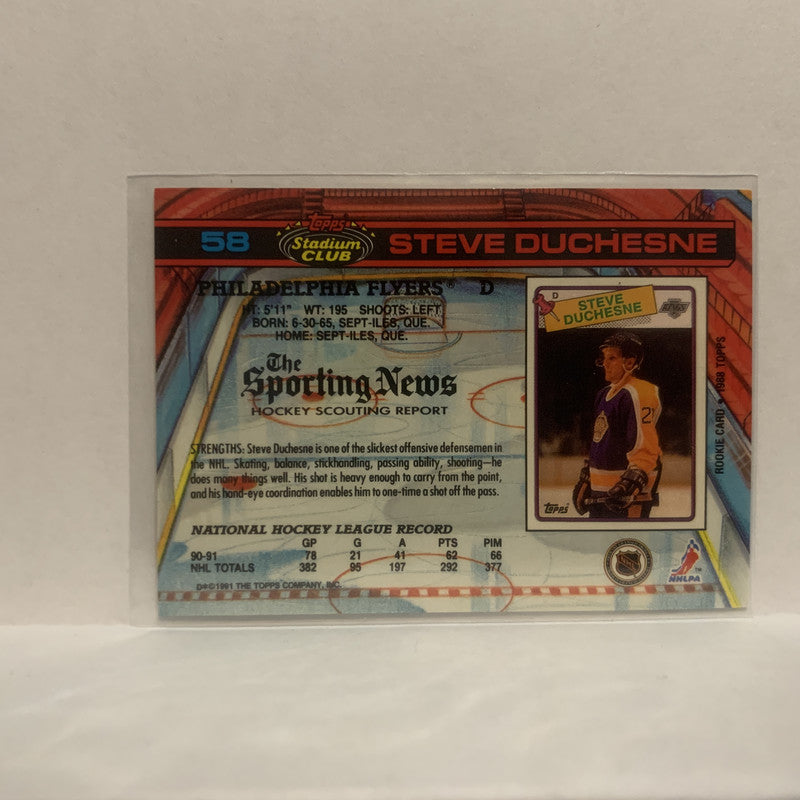 58
Topps
Stadium
CLUB
STEVE DUCHESNE
PHILADELPHIA FLYERS® D
HT: 5'11" WT: 195 SHOOTS: LEFT
BORN: 6-30-65, SEPT-ILES, QUE.
HOME: SEPT-ILES, QUE.
The
Sporting News
HOCKEY SCOUTING REPORT
STRENGTHS: Steve Duchesne is one of the slickest offensive defensemen in
the NHL. Skating, balance, stickhandling, passing ability, shooting—he
does many things well. His shot is heavy enough to carry from the point,
and his hand-eye coordination enables him to one-time a shot off the pass.
NATIONAL HOCKEY LEAGUE RECORD
GP G A PTS PIM
90-91 78 21 41 62 66
NHL TOTALS 382 95 197 292 377
D*©1991 THE TOPPS COMPANY, INC.
D
STEVE
DUCHESNE
KINGS
2
Topps
ROOKIE CARD • 1988 TOPPS
NHL
NHLPA
TM